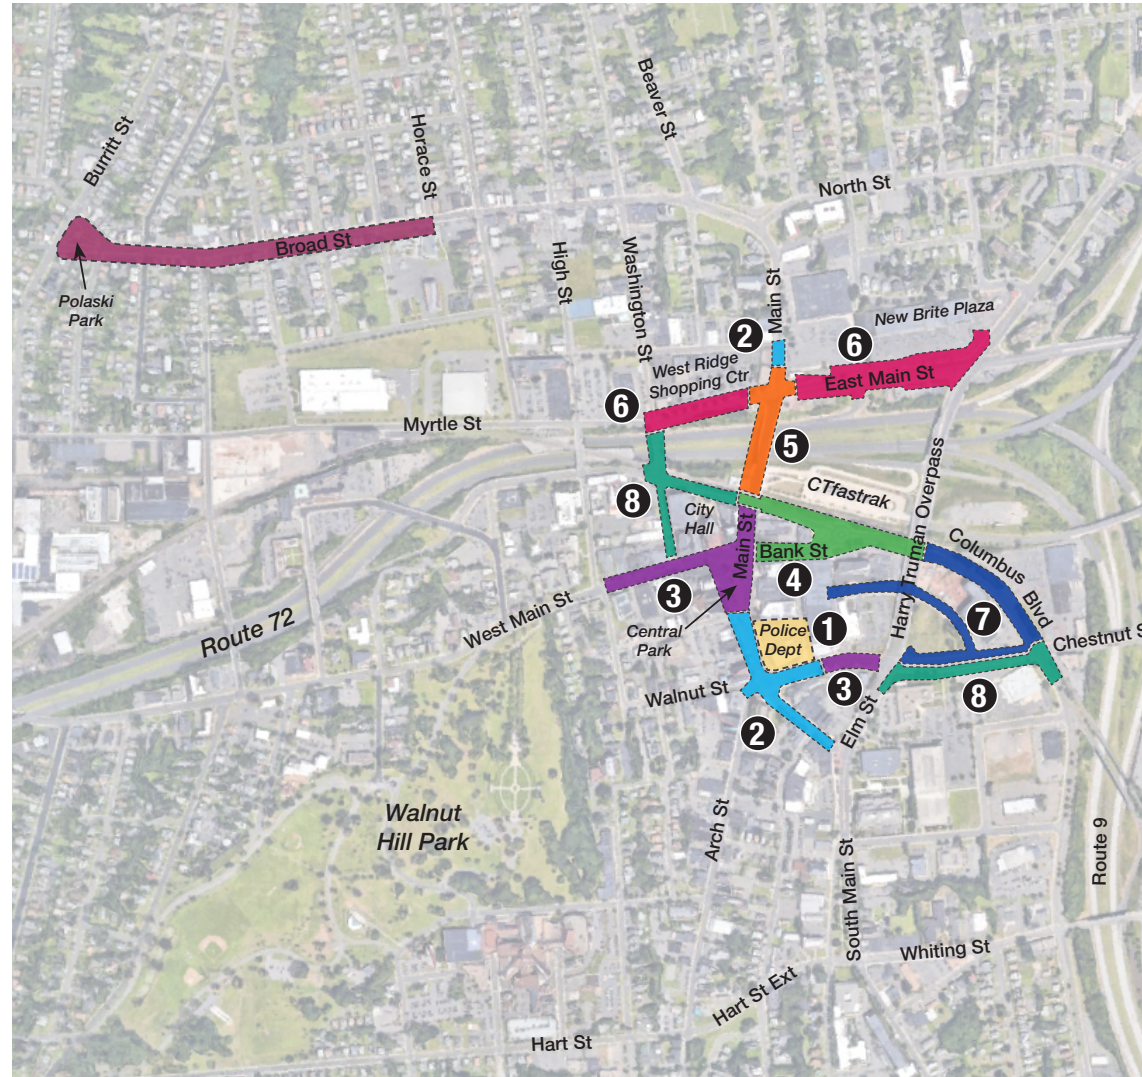 Beaver St
Burritt St
Horace St
North St
Broad St
High St
Washington St
Main St
Polaski
Park
New Brite Plaza
2
6
West Ridge
Shopping Ctr
East Main St
6
Myrtle St
5
CTfastrak
8
City
Hall
Main St
Harry Truman Overpass
Columbus Blvd
Bank St
4
3
West Main St
Route 72
Central
Park
Police
Dept
1
7
Chestnut S
Walnut St
3
8
2
Elm St
Walnut
Hill Park
Arch St
South Main St
Route 9
Whiting St
Hart St Ext
Hart St